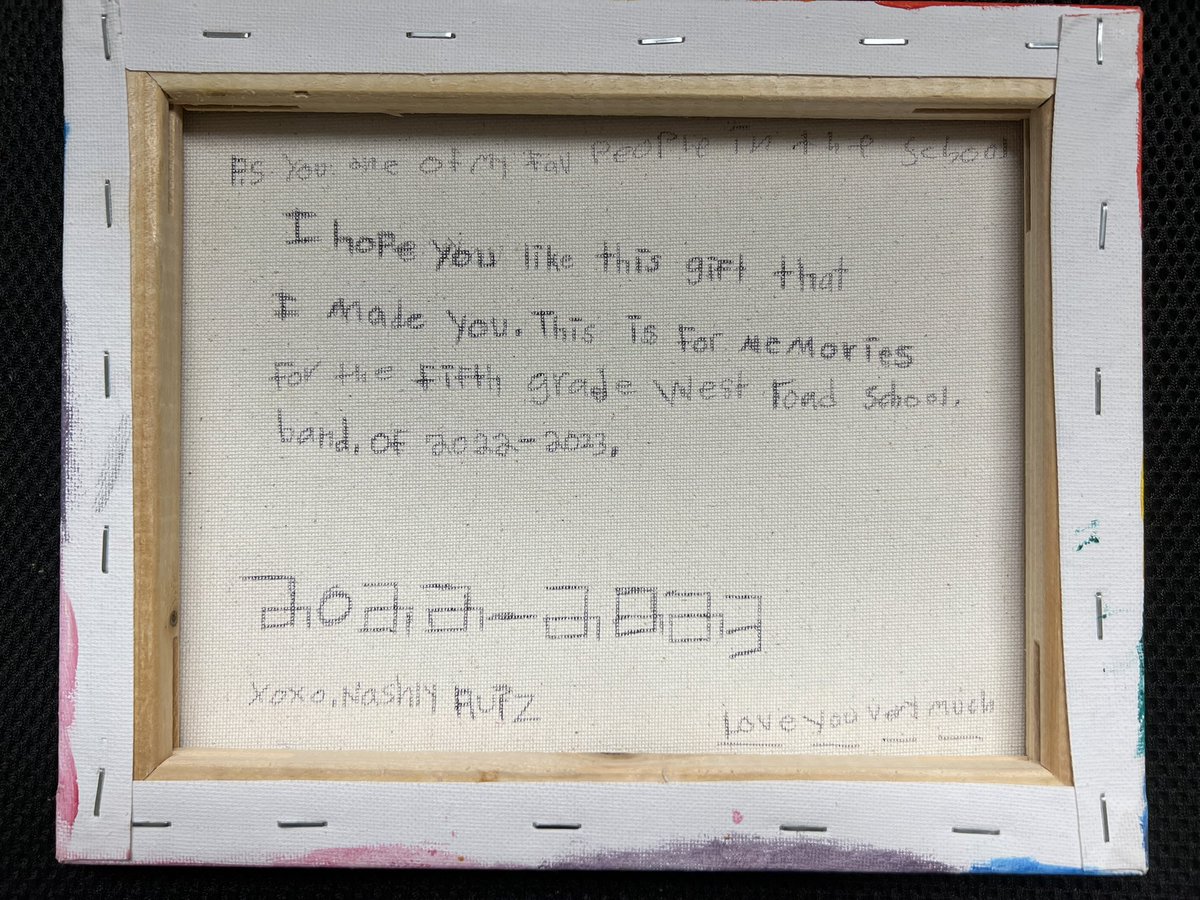 P.S You one of My Fav People in the School
I hope you like this gift that
I Made You. This is for Memories
For the fifth grade West Foad School.
band. of 2022-2023.
2022-2023
XOXO, Nashly Ruiz
Love you very much